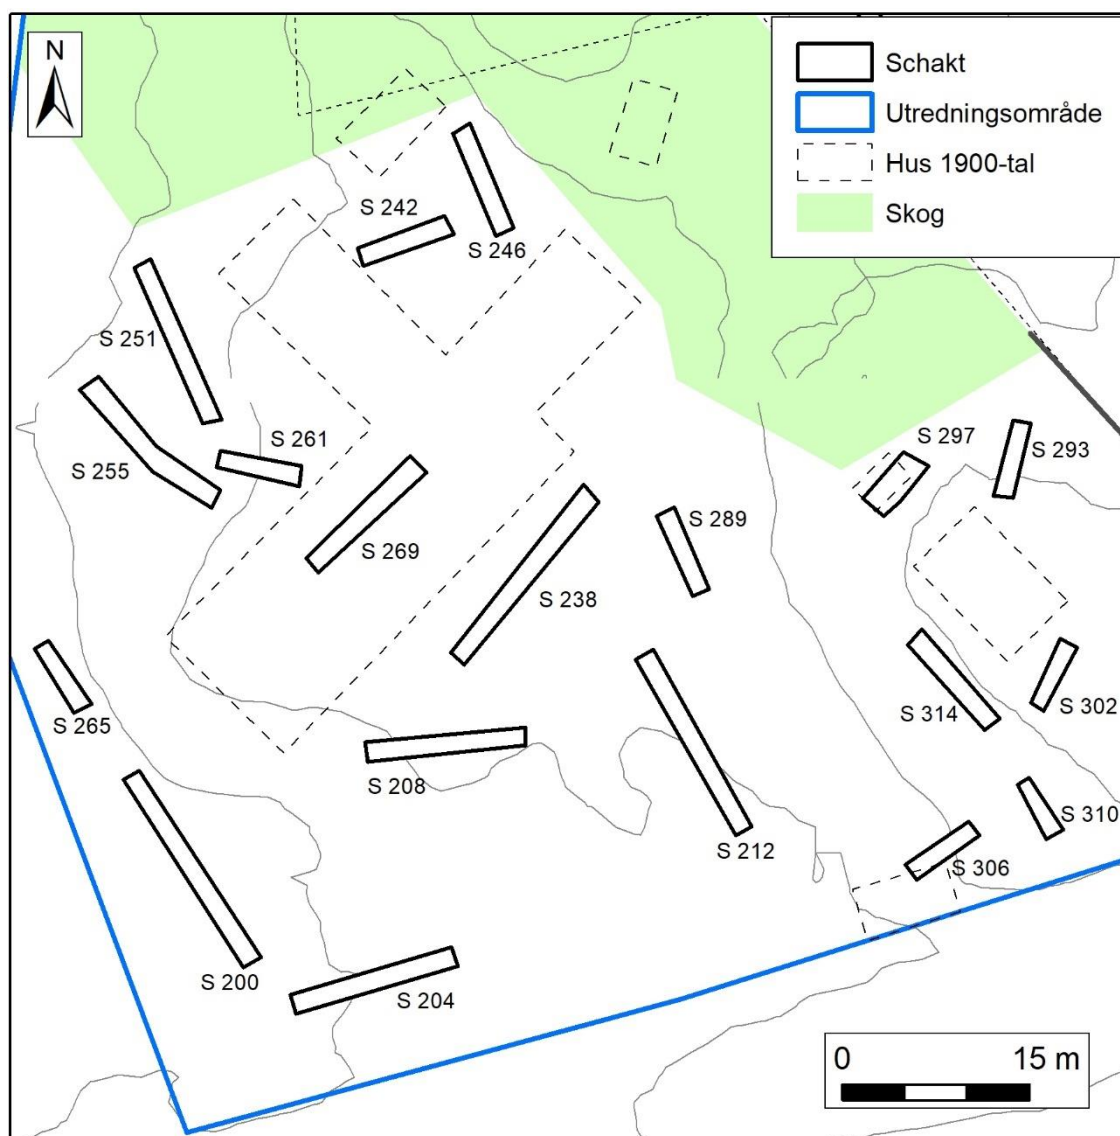 N
Schakt
Utredningsområde
Hus 1900-tal
Skog
S 242
S 246
S 251
S 255
S 261
S 269
S 238
S 289
S 297
S 293
S 265
S 208
S 212
S 314
S 302
S 310
S 306
S 200
S 204
0 15 m